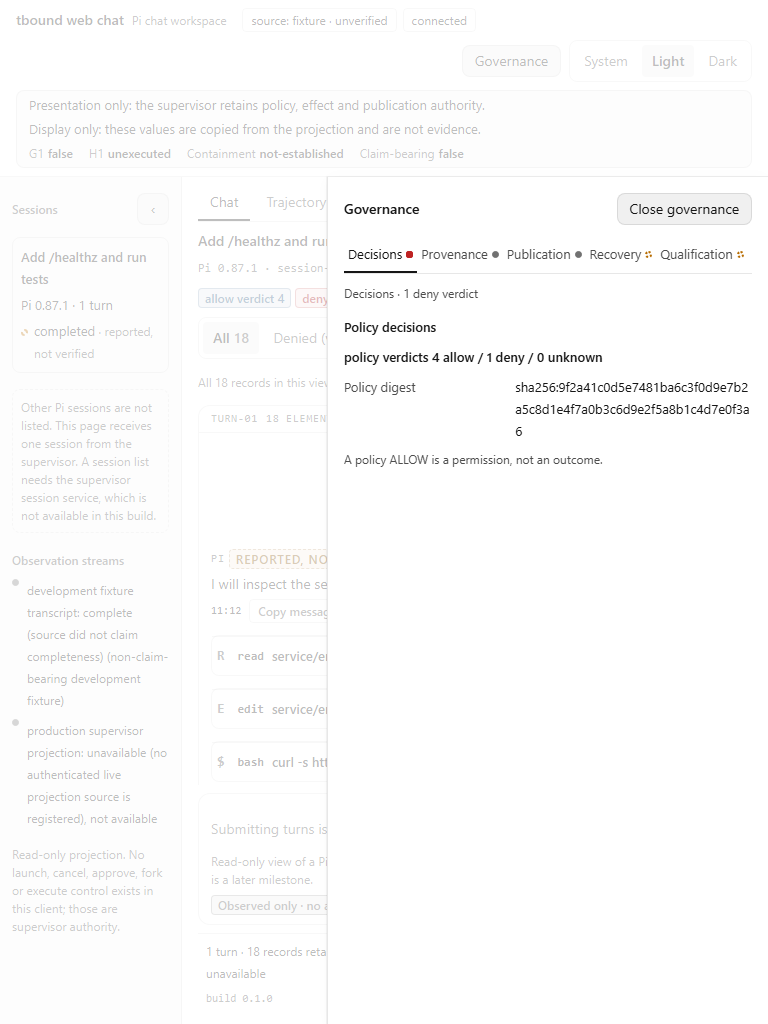 tbound web chat Pi chat workspace source: fixture · unverified connected
Governance System Light Dark
Presentation only: the supervisor retains policy, effect and publication authority.
Display only: these values are copied from the projection and are not evidence.
G1 false H1 unexecuted Containment not-established Claim-bearing false
Sessions
‹
Add /healthz and run
tests
Pi 0.87.1 · 1 turn
completed · reported,
not verified
Other Pi sessions are not
listed. This page receives
one session from the
supervisor. A session list
needs the supervisor
session service, which is
not available in this build.
Observation streams
development fixture
transcript: complete
(source did not claim
completeness) (non-claim-
bearing development
fixture)
production supervisor
projection: unavailable (no
authenticated live
projection source is
registered), not available
Read-only projection. No
launch, cancel, approve, fork
or execute control exists in
this client; those are
supervisor authority.
Chat Trajectory
Add /healthz and ru
Pi 0.87.1 · session-
allow verdict 4 deny
All 18 Denied (
All 18 records in this view
TURN-01 18 ELEMEN
PI REPORTED, NO
I will inspect the se
11:12 Copy messag
R read service/er
E edit service/er
$ bash curl -s htt
Submitting turns is
Read-only view of a Pi
is a later milestone.
Observed only · no a
1 turn · 18 records reta
unavailable
build 0.1.0
Governance Close governance
Decisions Provenance Publication Recovery Qualification
Decisions · 1 deny verdict
Policy decisions
policy verdicts 4 allow / 1 deny / 0 unknown
Policy digest sha256:9f2a41c0d5e7481ba6c3f0d9e7b2
a5c8d1e4f7a0b3c6d9e2f5a8b1c4d7e0f3a
6
A policy ALLOW is a permission, not an outcome.